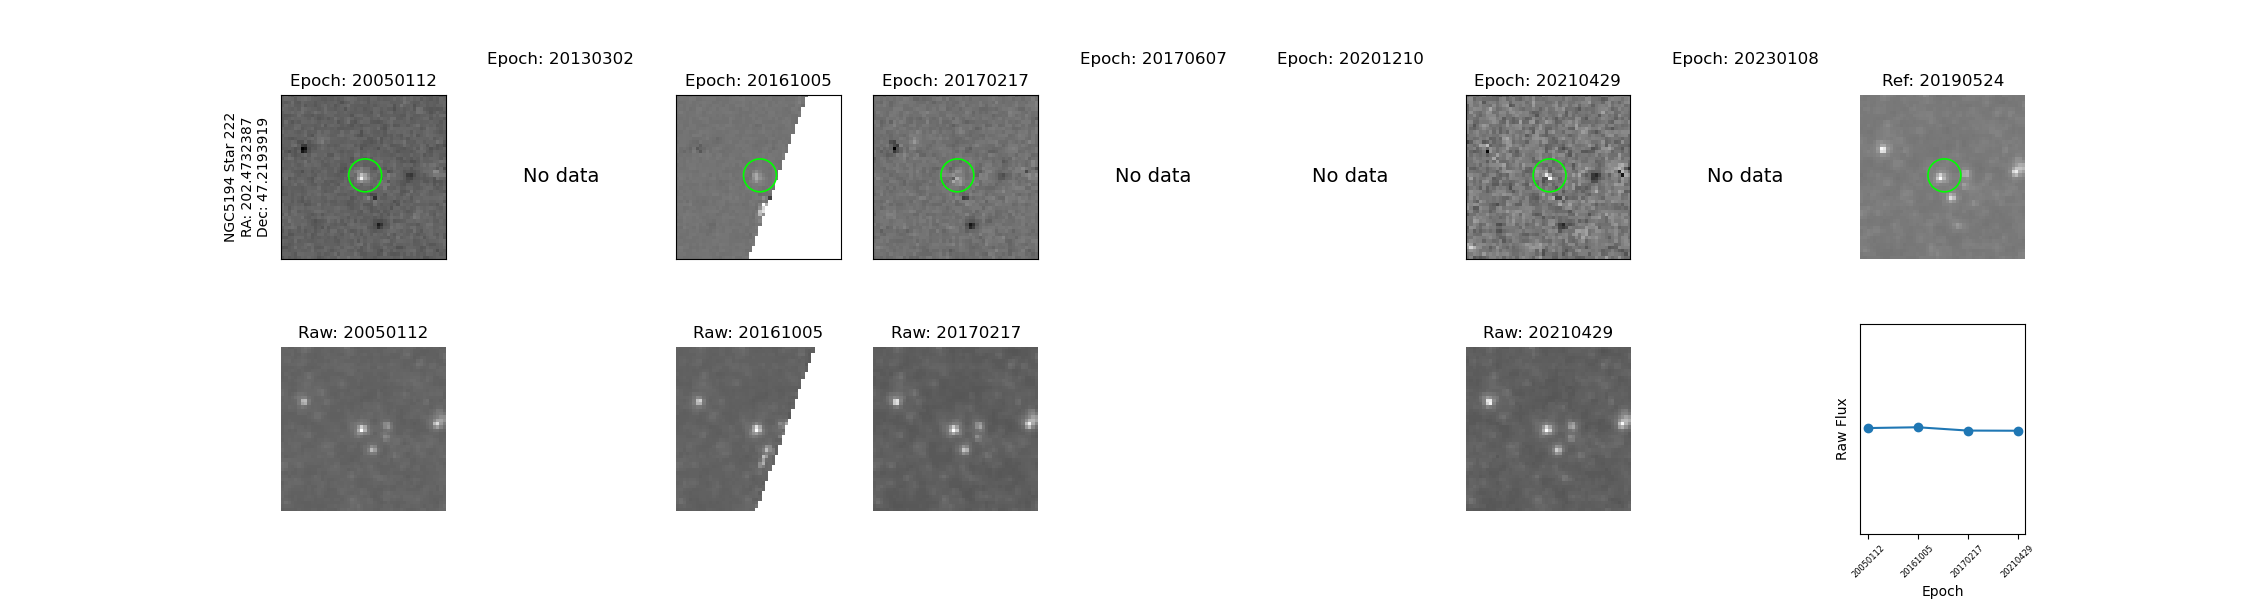 Epoch: 20050112
Epoch: 20130302
Epoch: 20161005
Epoch: 20170217
Epoch: 20170607
Epoch: 20201210
Epoch: 20210429
Epoch: 20230108
Ref: 20190524
NGC5194 Star 222
RA: 202.4732387
Dec: 47.2193919
No data
No data
No data
No data
Raw: 20050112
Raw: 20161005
Raw: 20170217
Raw: 20210429
Raw Flux
20050112
20161005
20170217
20210429
Epoch